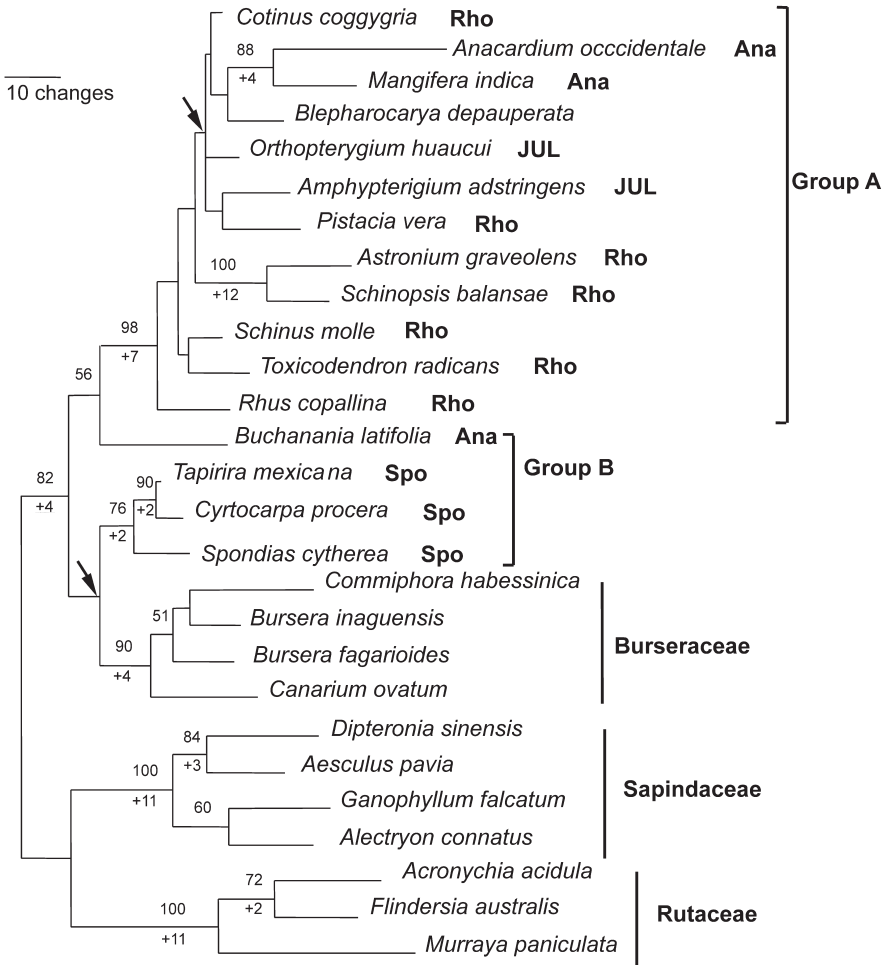 Cotinus coggygria Rho
88
+4
Anacardium occcidentale Ana
10 changes
Mangifera indica Ana
Blepharocarya depauperata
Orthopterygium huaucui JUL
Group A
Amphypterigium adstringens JUL
Pistacia vera Rho
100
+12
Astronium graveolens Rho
Schinopsis balansae Rho
98
+7
Schinus molle Rho
56
Toxicodendron radicans Rho
Rhus copallina Rho
Buchanania latifolia Ana
Group B
82
+4
90
+2
Tapirira mexicana Spo
76
+2
Cyrtocarpa procera Spo
Spondias cytherea Spo
Commiphora habessinica
51
Bursera inaguensis
Burseraceae
90
+4
Bursera fagarioides
Canarium ovatum
Dipteronia sinensis
84
+3
Aesculus pavia
100
+11
Sapindaceae
60
Ganophyllum falcatum
Alectryon connatus
Acronychia acidula
72
+2
Flindersia australis
100
+11
Rutaceae
Murraya paniculata